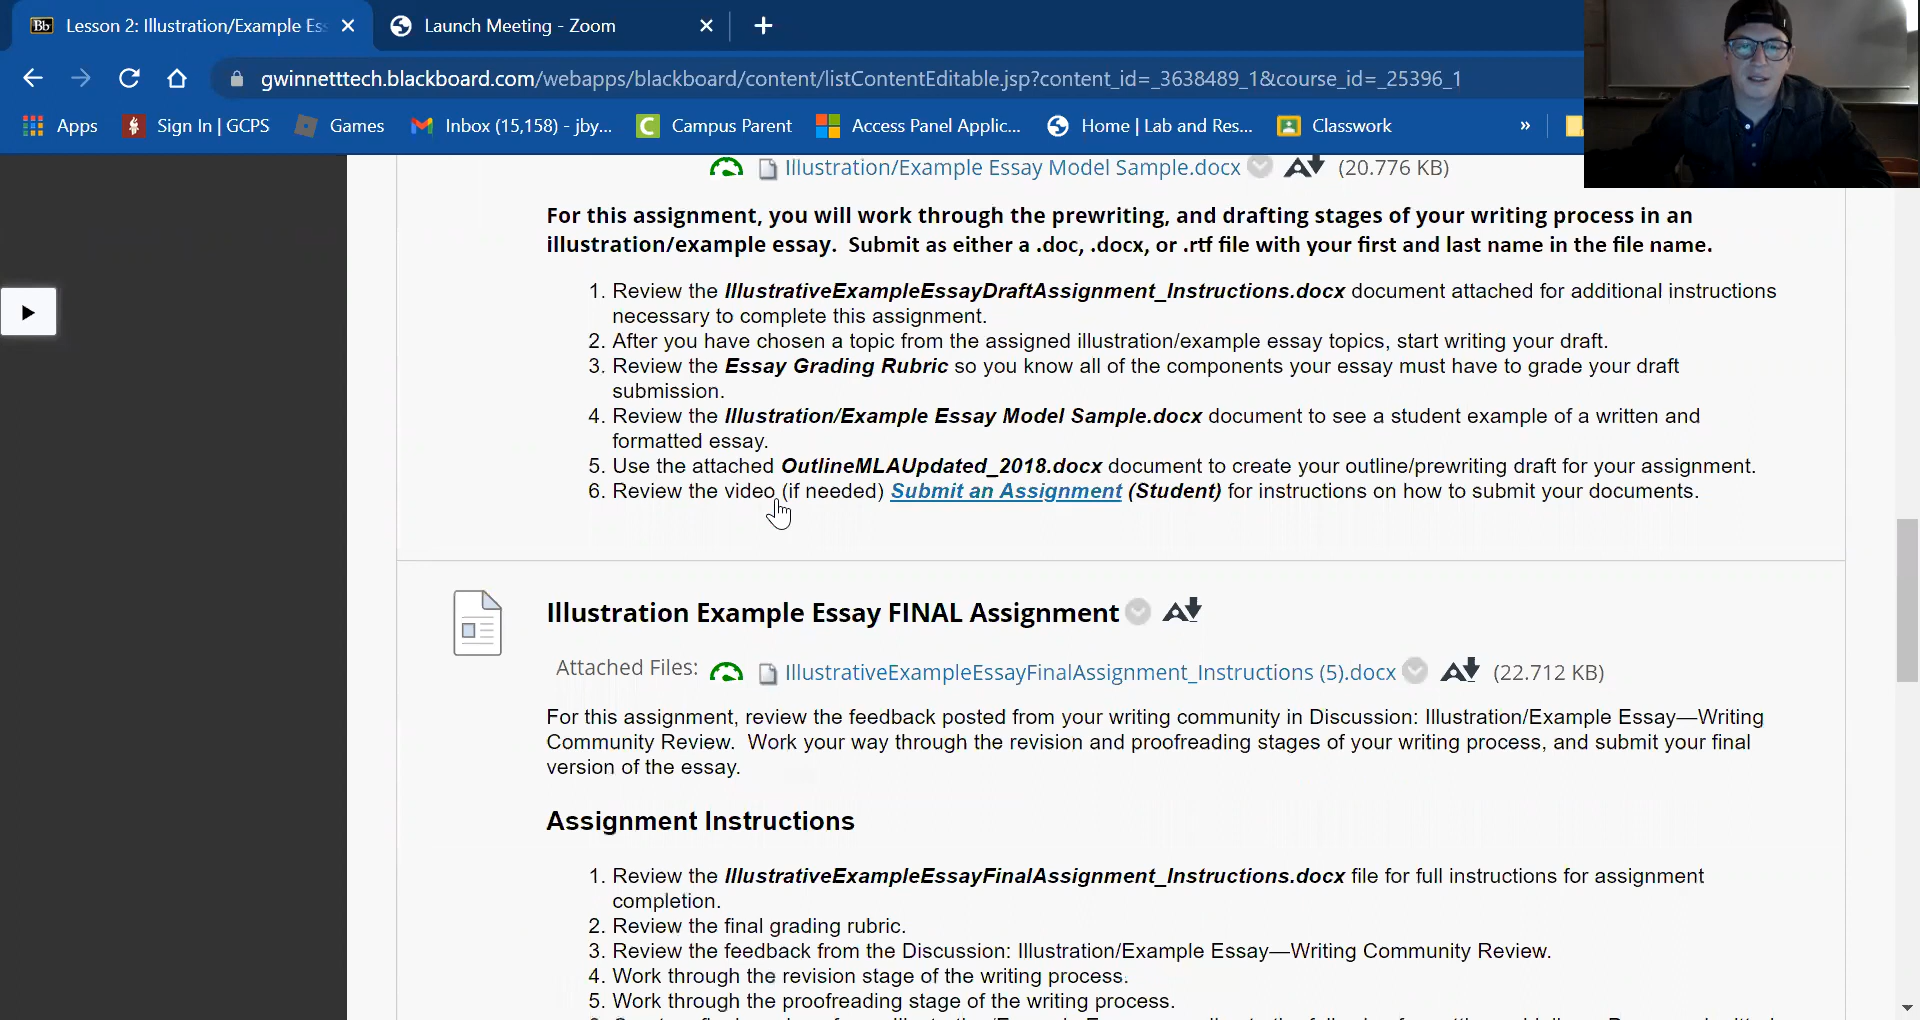 Bb Lesson 2: Illustration/Example Es
Launch Meeting - Zoom
gwinnetttech.blackboard.com/webapps/blackboard/content/listContentEditable.jsp?content_id=_3638489_1&course_id=_25396_1
Apps Sign In | GCPS Games Inbox (15,158) - jby... Campus Parent Access Panel Applic... Home | Lab and Res... Classwork »
Illustration/Example Essay Model Sample.docx (20.776 KB)
For this assignment, you will work through the prewriting, and drafting stages of your writing process in an
illustration/example essay. Submit as either a .doc, .docx, or .rtf file with your first and last name in the file name.
1. Review the IllustrativeExampleEssayDraftAssignment_Instructions.docx document attached for additional instructions
necessary to complete this assignment.
2. After you have chosen a topic from the assigned illustration/example essay topics, start writing your draft.
3. Review the Essay Grading Rubric so you know all of the components your essay must have to grade your draft
submission.
4. Review the Illustration/Example Essay Model Sample.docx document to see a student example of a written and
formatted essay.
5. Use the attached OutlineMLAUpdated_2018.docx document to create your outline/prewriting draft for your assignment.
6. Review the video (if needed) Submit an Assignment (Student) for instructions on how to submit your documents.
Illustration Example Essay FINAL Assignment
Attached Files: IllustrativeExampleEssayFinalAssignment_Instructions (5).docx (22.712 KB)
For this assignment, review the feedback posted from your writing community in Discussion: Illustration/Example Essay—Writing
Community Review. Work your way through the revision and proofreading stages of your writing process, and submit your final
version of the essay.
Assignment Instructions
1. Review the IllustrativeExampleEssayFinalAssignment_Instructions.docx file for full instructions for assignment
completion.
2. Review the final grading rubric.
3. Review the feedback from the Discussion: Illustration/Example Essay—Writing Community Review.
4. Work through the revision stage of the writing process.
5. Work through the proofreading stage of the writing process.